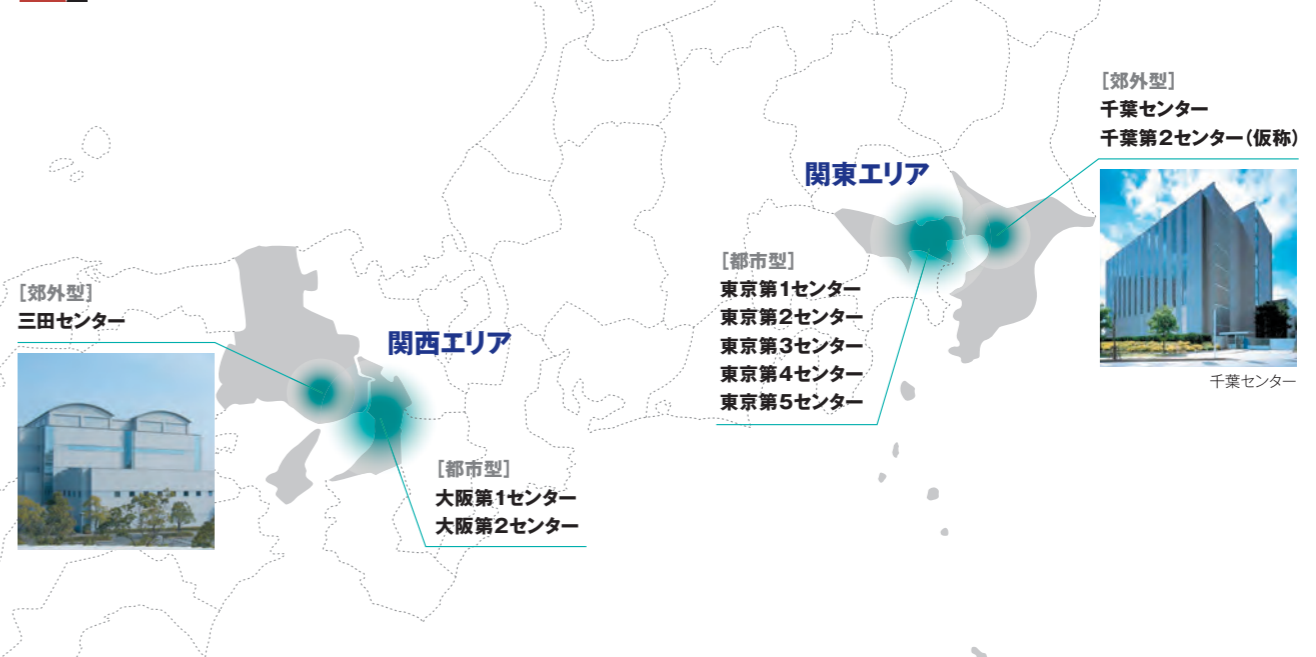 [郊外型]
三田センター
関西エリア
[都市型]
大阪第1センター
大阪第2センター
関東エリア
[都市型]
東京第1センター
東京第2センター
東京第3センター
東京第4センター
東京第5センター
[郊外型]
千葉センター
千葉第2センター(仮称)
千葉センター